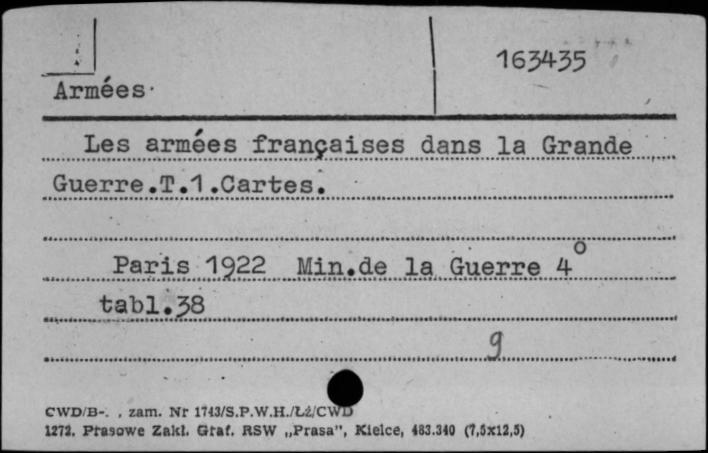 163435
Armées
Les armées françaises dans la Grande
Guerre.T.1.Cartes.
Paris 1922 Min.de la Guerre 4°
tabl.38
9
CWD/B-. . zam. Nr 1743/S.P.W.H./Łż/CWD
1272. Prasowe Zakł. Graf. RSW „Prasa”, Kielce, 483.340 (7,5x12,5)